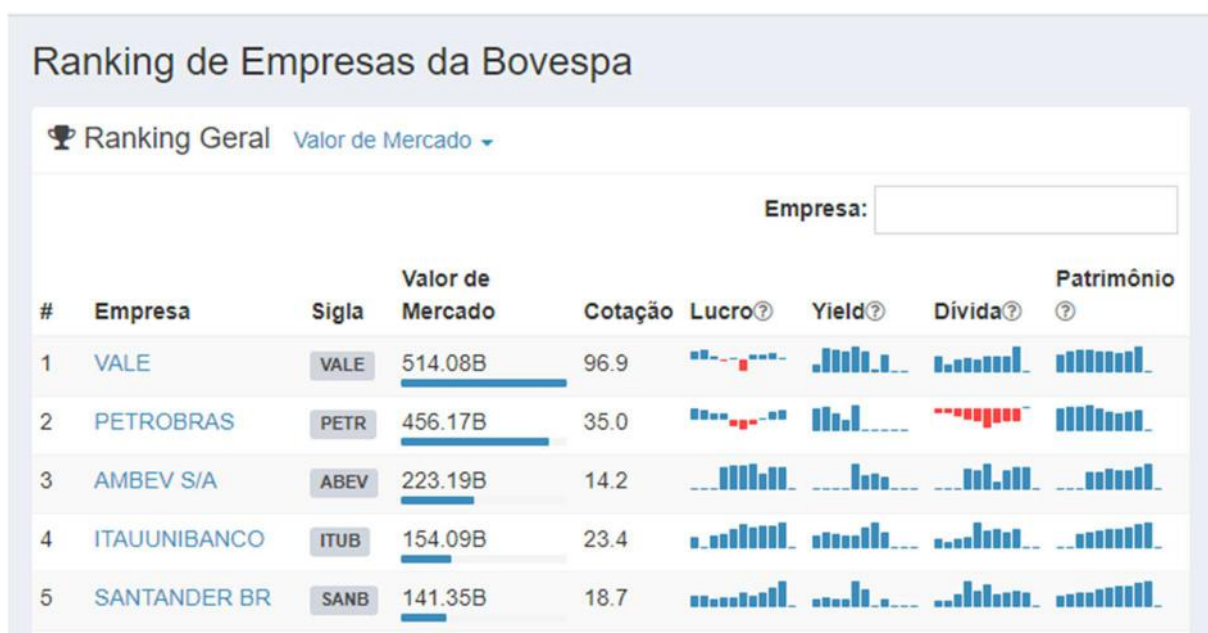 Ranking de Empresas da Bovespa
Ranking Geral Valor de Mercado
Empresa:
# Empresa Sigla Valor de Mercado Cotação Lucro? Yield? Dívida? Patrimônio ?
1 VALE VALE 514.08B 96.9
2 PETROBRAS PETR 456.17B 35.0
3 AMBEV S/A ABEV 223.19B 14.2
4 ITAUUNIBANCO ITUB 154.09B 23.4
5 SANTANDER BR SANB 141.35B 18.7